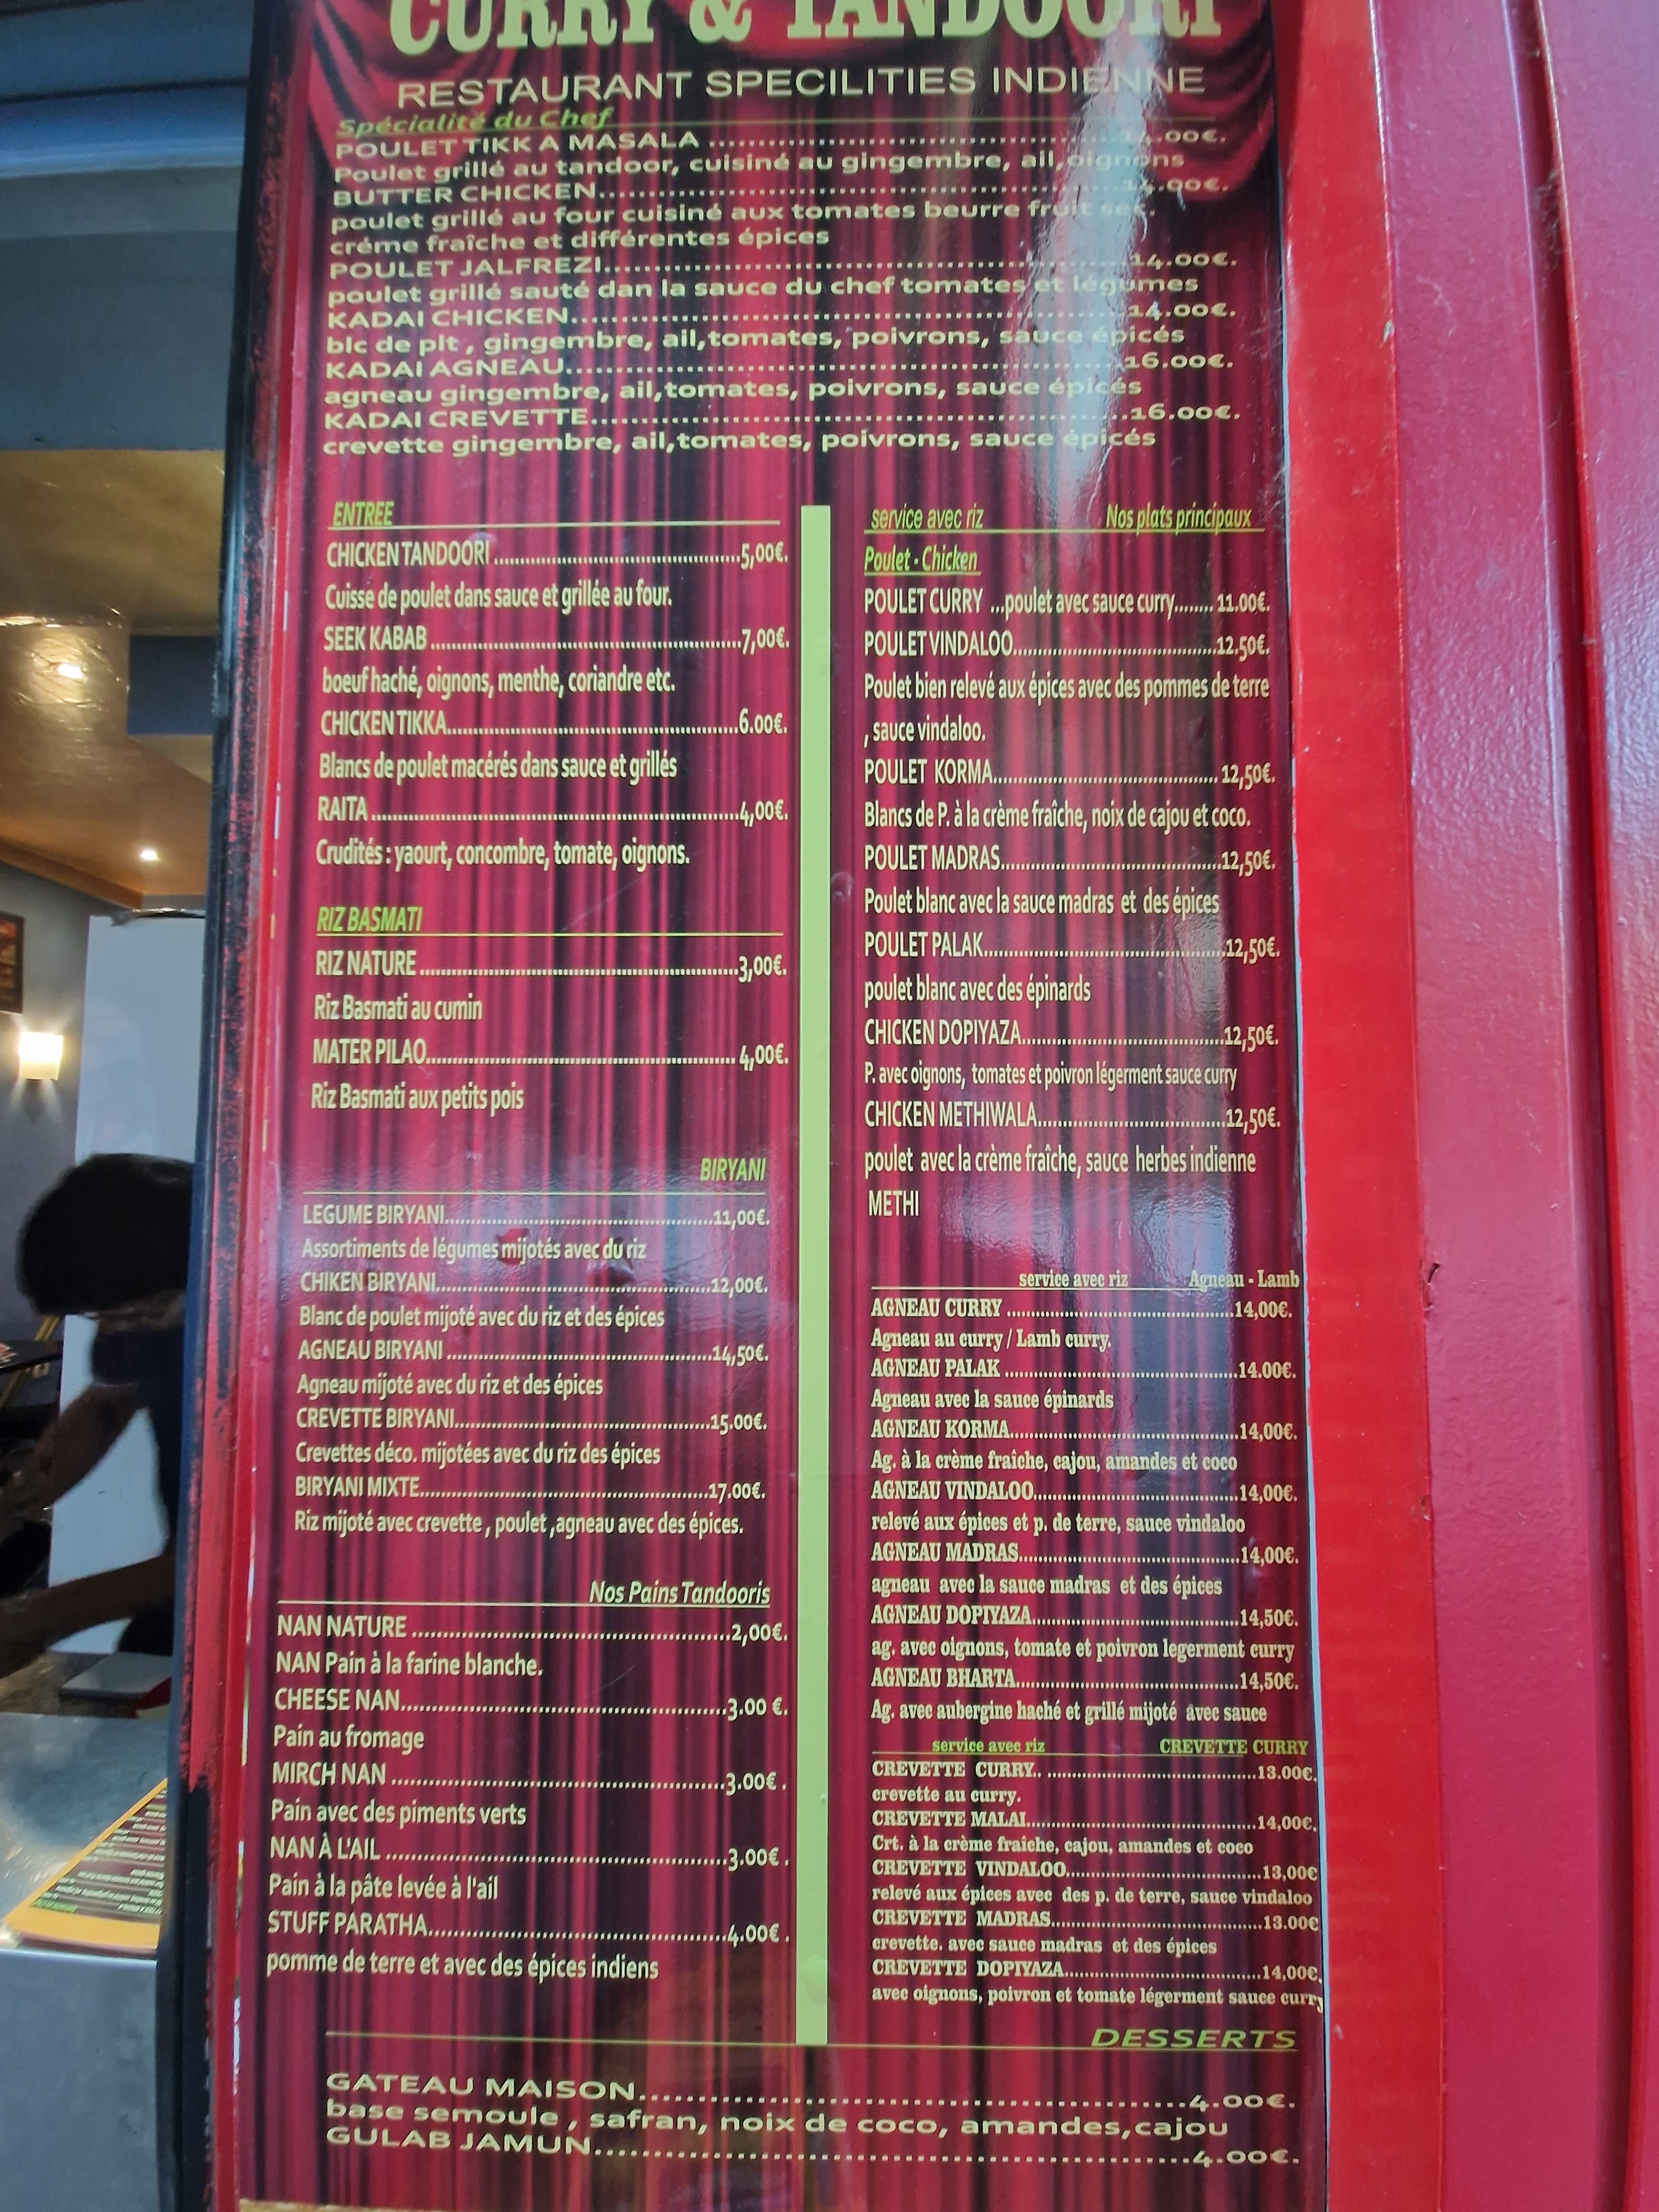 CURRY & TANDOORI
RESTAURANT SPECILITIES INDIENNE
Spécialité du Chef
POULET TIKK A MASALA ..........14.00€.
Poulet grillé au tandoor, cuisiné au gingembre, ail,oignons
BUTTER CHICKEN..........14.00€.
poulet grillé au four cuisiné aux tomates beurre fruit sec.
créme fraîche et différentes épices
POULET JALFREZI..........14.00€.
poulet grillé sauté dan la sauce du chef tomates et légumes
KADAI CHICKEN..........14.00€.
blc de plt , gingembre, ail,tomates, poivrons, sauce épicés
KADAI AGNEAU..........16.00€.
agneau gingembre, ail,tomates, poivrons, sauce épicés
KADAI CREVETTE..........16.00€.
crevette gingembre, ail,tomates, poivrons, sauce épicés
ENTREE
CHICKEN TANDOORI ..........5,00€.
Cuisse de poulet dans sauce et grillée au four.
SEEK KABAB ..........7,00€.
boeuf haché, oignons, menthe, coriandre etc.
CHICKEN TIKKA..........6.00€.
Blancs de poulet macérés dans sauce et grillés
RAITA ..........4,00€.
Crudités : yaourt, concombre, tomate, oignons.
RIZ BASMATI
RIZ NATURE ..........3,00€.
Riz Basmati au cumin
MATER PILAO.......... 4,00€.
Riz Basmati aux petits pois
BIRYANI
LEGUME BIRYANI..........11,00€.
Assortiments de légumes mijotés avec du riz
CHIKEN BIRYANI..........12,00€.
Blanc de poulet mijoté avec du riz et des épices
AGNEAU BIRYANI ..........14,50€.
Agneau mijoté avec du riz et des épices
CREVETTE BIRYANI..........15.00€.
Crevettes déco. mijotées avec du riz des épices
BIRYANI MIXTE..........17.00€.
Riz mijoté avec crevette , poulet ,agneau avec des épices.
Nos Pains Tandooris
NAN NATURE ..........2,00€.
NAN Pain à la farine blanche.
CHEESE NAN..........3.00 €.
Pain au fromage
MIRCH NAN ..........3.00€ .
Pain avec des piments verts
NAN À L'AIL ..........3.00€ .
Pain à la pâte levée à l'ail
STUFF PARATHA..........4.00€ .
pomme de terre et avec des épices indiens
service avec riz Nos plats principaux
Poulet - Chicken
POULET CURRY ...poulet avec sauce curry....... 11.00€.
POULET VINDALOO..........12.50€.
Poulet bien relevé aux épices avec des pommes de terre
, sauce vindaloo.
POULET KORMA.......... 12,50€.
Blancs de P. à la crème fraîche, noix de cajou et coco.
POULET MADRAS..........12,50€.
Poulet blanc avec la sauce madras et des épices
POULET PALAK..........12,50€.
poulet blanc avec des épinards
CHICKEN DOPIYAZA..........12,50€.
P. avec oignons, tomates et poivron légerment sauce curry
CHICKEN METHIWALA..........12,50€.
poulet avec la crème fraîche, sauce herbes indienne
METHI
service avec riz Agneau - Lamb
AGNEAU CURRY ..........14,00€.
Agneau au curry / Lamb curry.
AGNEAU PALAK ..........14.00€.
Agneau avec la sauce épinards
AGNEAU KORMA..........14,00€.
Ag. à la crème fraîche, cajou, amandes et coco
AGNEAU VINDALOO..........14,00€.
relevé aux épices et p. de terre, sauce vindaloo
AGNEAU MADRAS..........14,00€.
agneau avec la sauce madras et des épices
AGNEAU DOPIYAZA..........14,50€.
ag. avec oignons, tomate et poivron legerment curry
AGNEAU BHARTA..........14,50€.
Ag. avec aubergine haché et grillé mijoté avec sauce
service avec riz CREVETTE CURRY
CREVETTE CURRY.. ..........13.00€.
crevette au curry.
CREVETTE MALAI..........14,00€.
Crt. à la crème fraîche, cajou, amandes et coco
CREVETTE VINDALOO..........13,00€
relevé aux épices avec des p. de terre, sauce vindaloo
CREVETTE MADRAS..........13.00€
crevette. avec sauce madras et des épices
CREVETTE DOPIYAZA..........14,00€.
avec oignons, poivron et tomate légerment sauce curry
DESSERTS
GATEAU MAISON..........4.00€.
base semoule , safran, noix de coco, amandes,cajou
GULAB JAMUN..........4.00€.